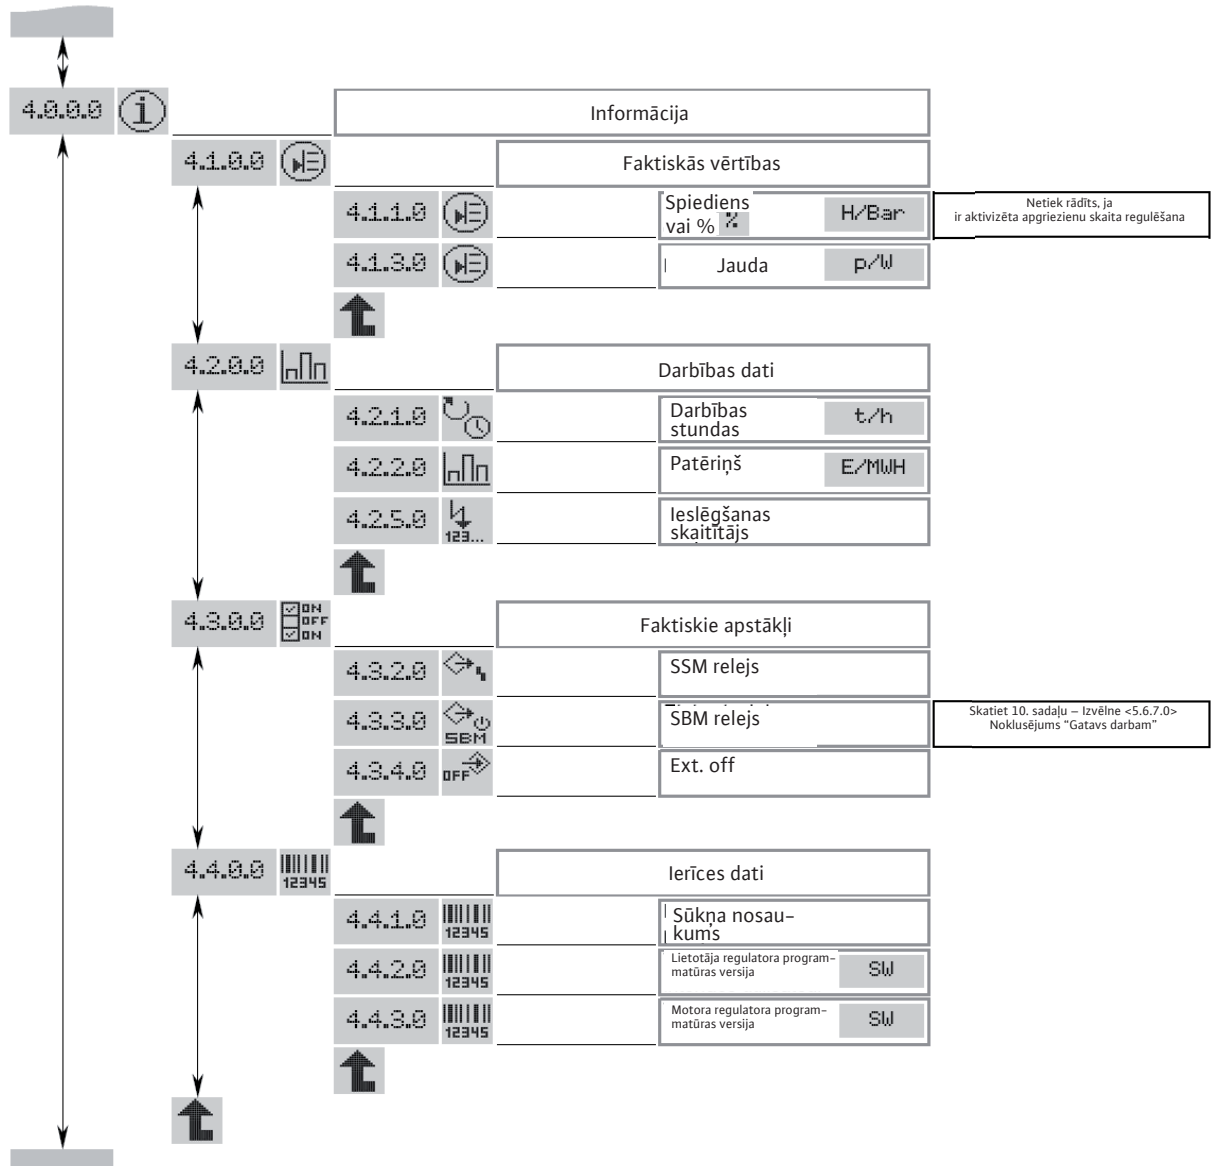 4.0.0.0
Informācija
4.1.0.0
Faktiskās vērtības
4.1.1.0
Spiediens
vai % %
H/Bar
Netiek rādīts, ja
ir aktivizēta apgriezienu skaita regulēšana
4.1.3.0
Jauda
p/W
4.2.0.0
Darbības dati
4.2.1.0
Darbības
stundas
t/h
4.2.2.0
Patēriņš
E/MWH
4.2.5.0
123...
Ieslēgšanas
skaitītājs
4.3.0.0
ON
OFF
ON
Faktiskie apstākļi
4.3.2.0
SSM relejs
4.3.3.0
SBM
SBM relejs
Skatiet 10. sadaļu – Izvēlne <5.6.7.0>
Noklusējums “Gatavs darbam”
4.3.4.0
OFF
Ext. off
4.4.0.0
12345
Ierīces dati
4.4.1.0
12345
Sūkņa nosau-
kums
4.4.2.0
12345
Lietotāja regulatora program-
matūras versija
SW
4.4.3.0
12345
Motora regulatora program-
matūras versija
SW